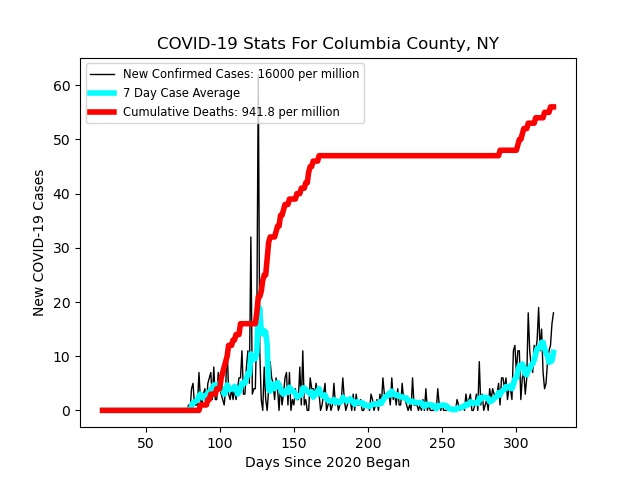 COVID-19 Stats For Columbia County, NY
New Confirmed Cases: 16000 per million
7 Day Case Average
Cumulative Deaths: 941.8 per million
New COVID-19 Cases
60
50
40
30
20
10
0
50 100 150 200 250 300
Days Since 2020 Began